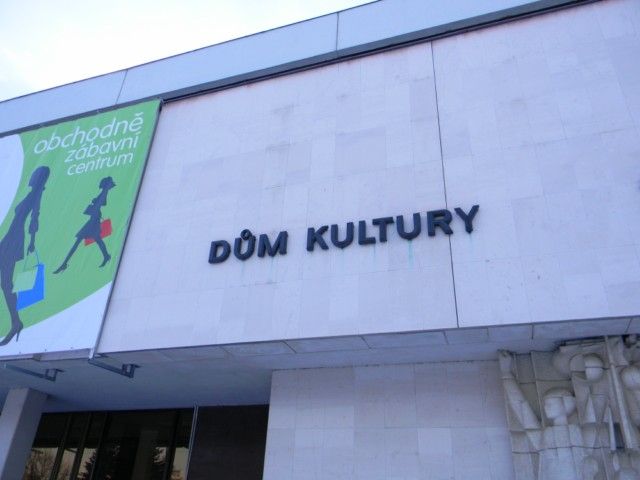 obchodně
zábavní
centrum
DŮM KULTURY